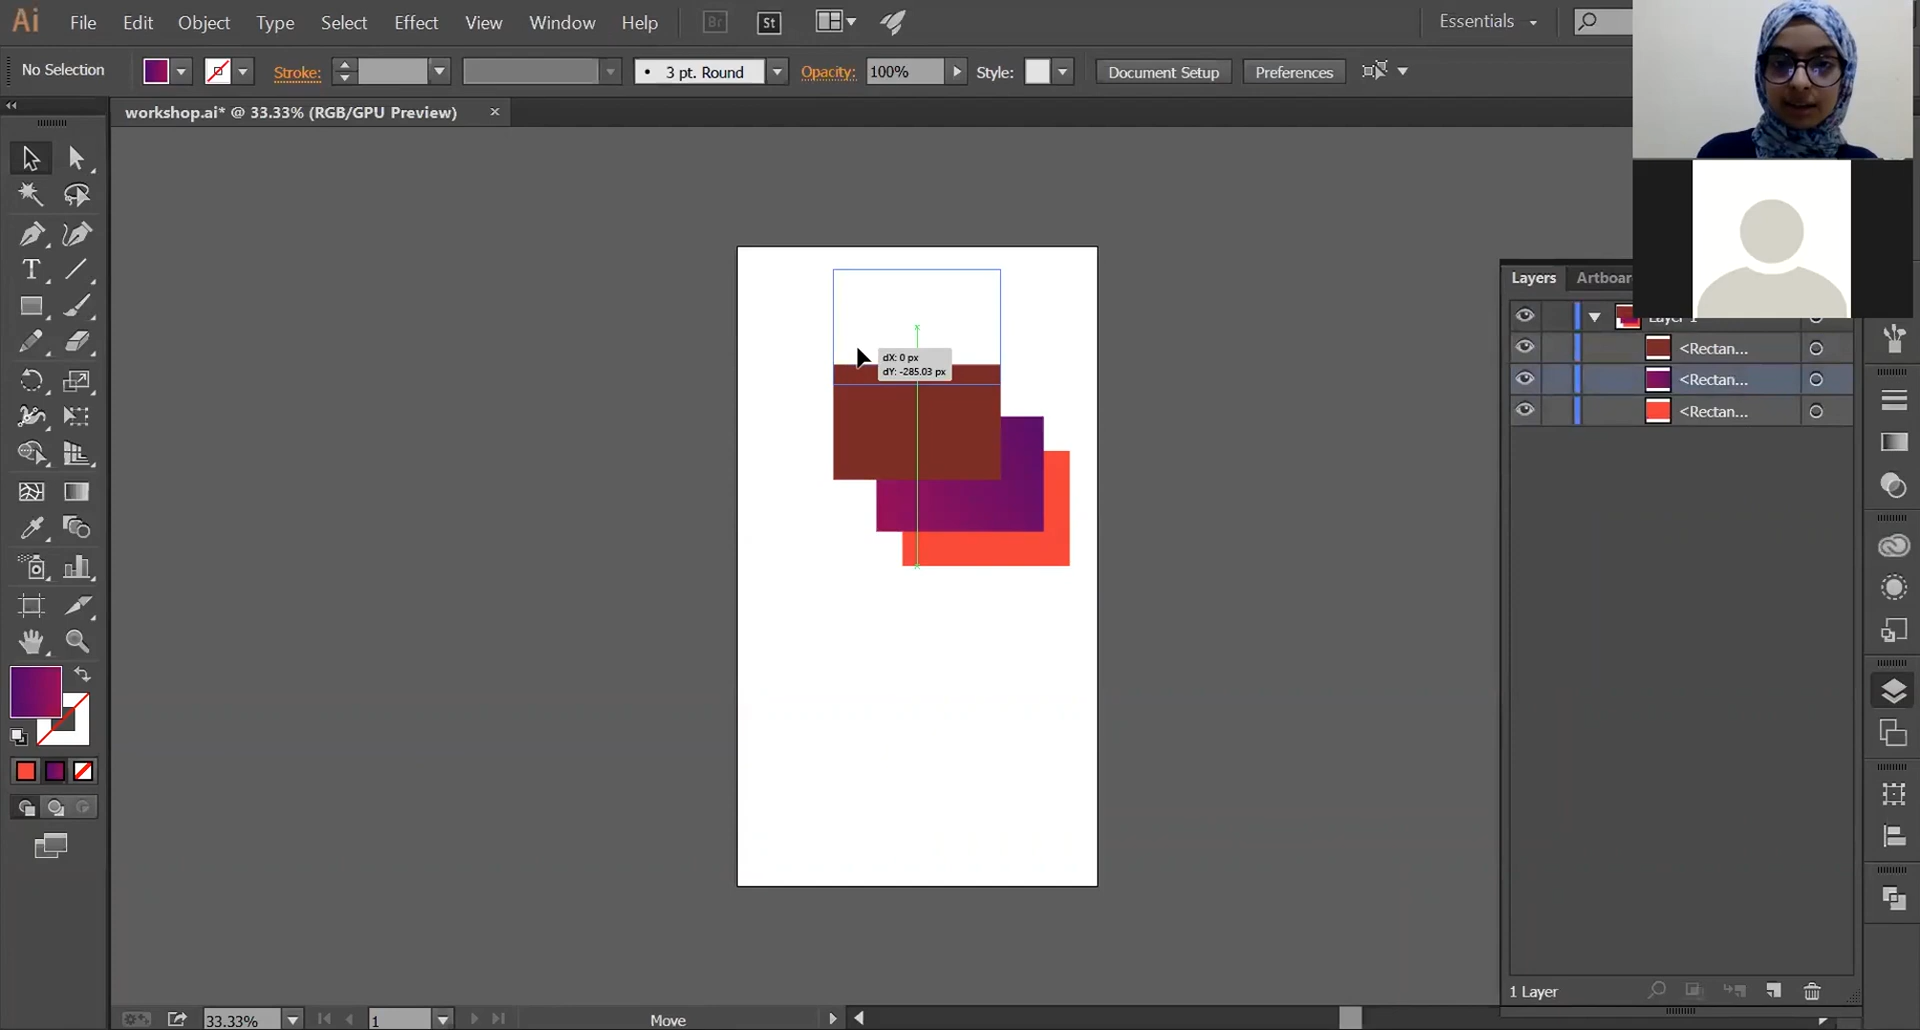 Ai File Edit Object Type Select Effect View Window Help Br St Essentials
No Selection Stroke: 3 pt. Round Opacity: 100% Style: Document Setup Preferences
workshop.ai* @ 33.33% (RGB/GPU Preview) ×
Layers Artboar
Layer 1
dX: 0 px
dY: -285.03 px
<Rectan...
<Rectan...
<Rectan...
1 Layer
33.33% 1 Move